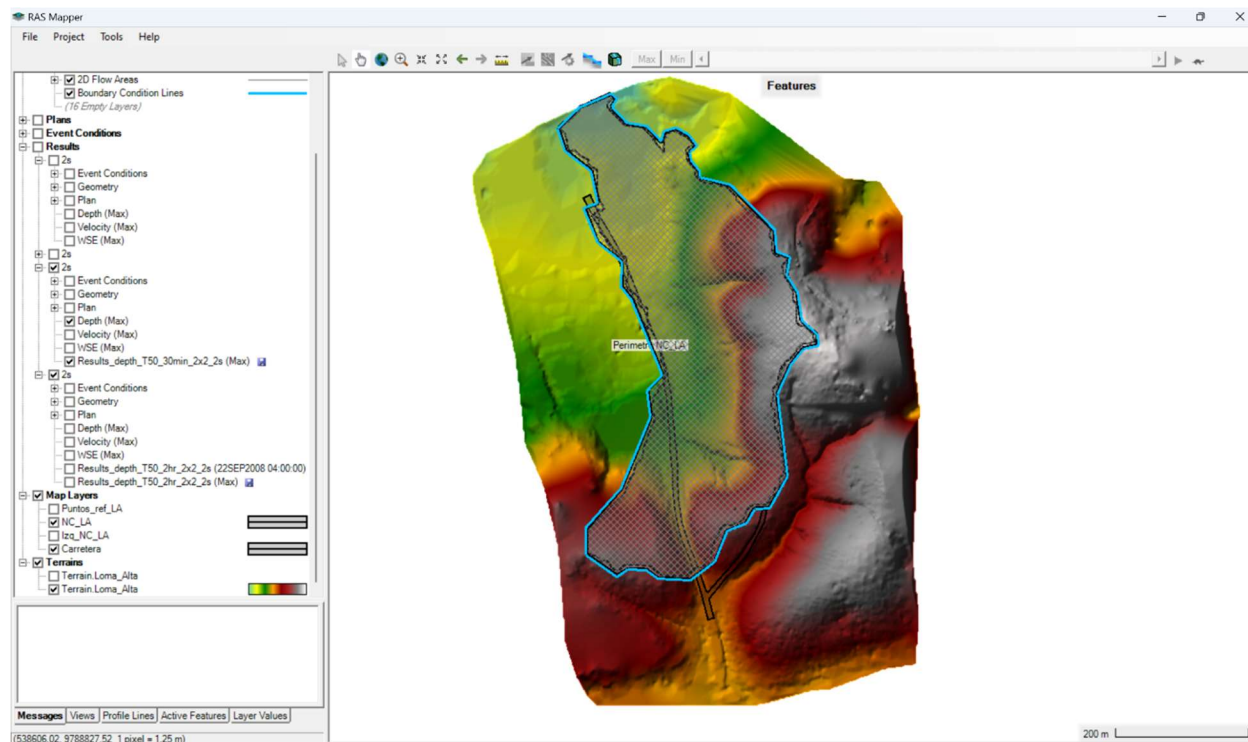 RAS Mapper
File Project Tools Help
Max Min
2D Flow Areas
Boundary Condition Lines
(16 Empty Layers)
Plans
Event Conditions
Results
2s
Event Conditions
Geometry
Plan
Depth (Max)
Velocity (Max)
WSE (Max)
2s
2s
Event Conditions
Geometry
Plan
Depth (Max)
Velocity (Max)
WSE (Max)
Results_depth_T50_30min_2x2_2s (Max)
2s
Event Conditions
Geometry
Plan
Depth (Max)
Velocity (Max)
WSE (Max)
Results_depth_T50_2hr_2x2_2s (22SEP2008 04:00:00)
Results_depth_T50_2hr_2x2_2s (Max)
Map Layers
Puntos_ref_LA
NC_LA
Izq_NC_LA
Carretera
Terrains
Terrain.Loma_Alta
Terrain.Loma_Alta
Features
NC_LA
Messages Views Profile Lines Active Features Layer Values
(538606.02, 9788827.52 1 pixel = 1.25 m)
200 m